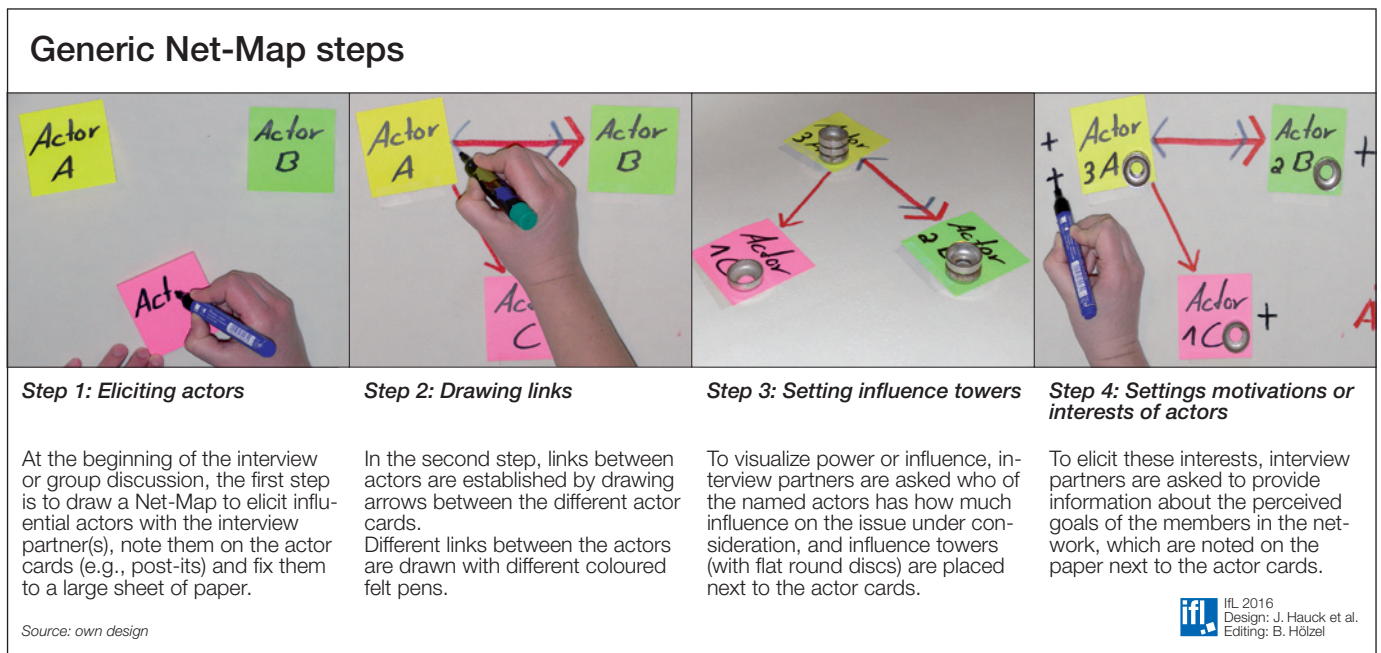 Generic Net-Map steps
Actor
A
Actor
B
Act
Actor
A
Actor
B
Ac
C
Actor
3 A
Actor
1C
Actor
2 B
+
+
Actor
3 A
Actor
2 B
+
Actor
1C
+
A
Step 1: Eliciting actors
At the beginning of the interview
or group discussion, the first step
is to draw a Net-Map to elicit influ-
ential actors with the interview
partner(s), note them on the actor
cards (e.g., post-its) and fix them
to a large sheet of paper.
Step 2: Drawing links
In the second step, links between
actors are established by drawing
arrows between the different actor
cards.
Different links between the actors
are drawn with different coloured
felt pens.
Step 3: Setting influence towers
To visualize power or influence, in-
terview partners are asked who of
the named actors has how much
influence on the issue under con-
sideration, and influence towers
(with flat round discs) are placed
next to the actor cards.
Step 4: Settings motivations or
interests of actors
To elicit these interests, interview
partners are asked to provide
information about the perceived
goals of the members in the net-
work, which are noted on the
paper next to the actor cards.
Source: own design
ifl
IfL 2016
Design: J. Hauck et al.
Editing: B. Hölzel